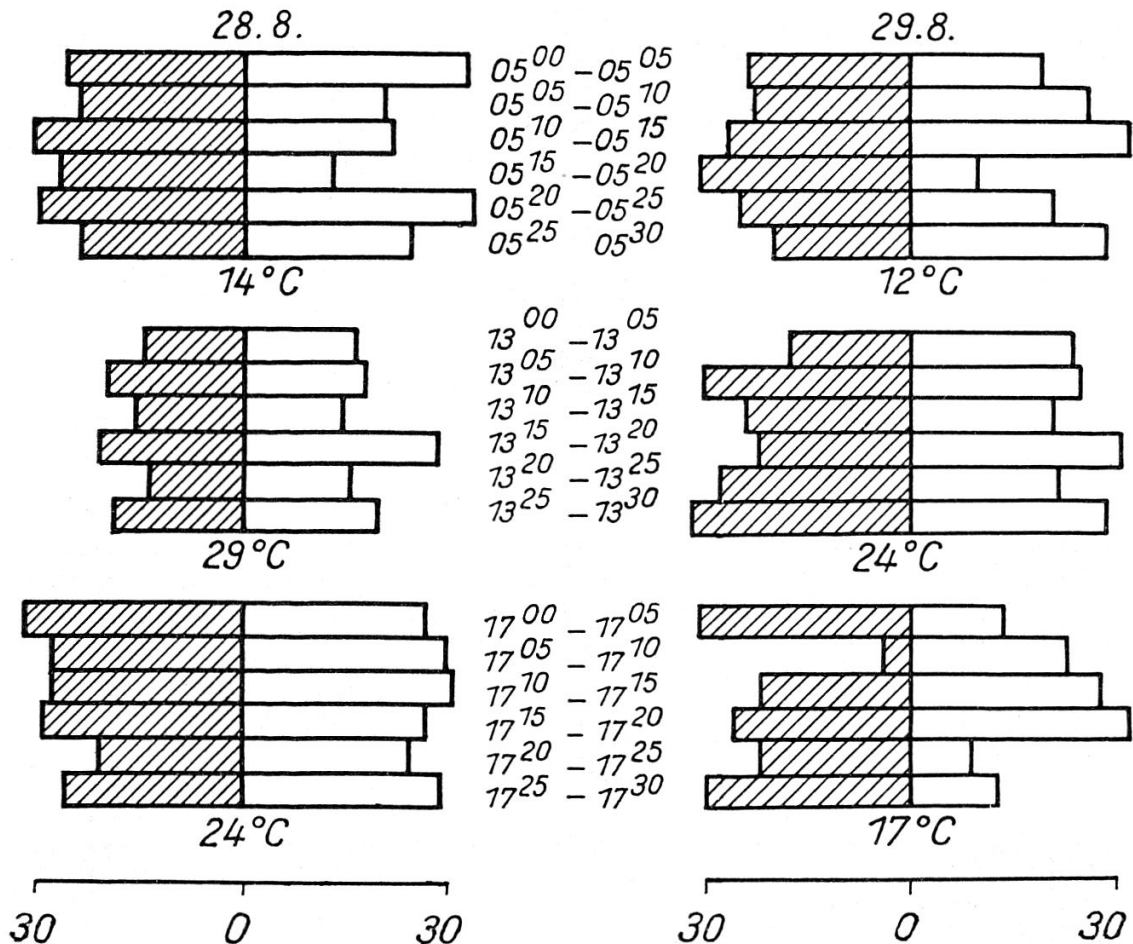 28.8. 29.8.
05⁰⁰ – 05⁰⁵
05⁰⁵ – 05¹⁰
05¹⁰ – 05¹⁵
05¹⁵ – 05²⁰
05²⁰ – 05²⁵
05²⁵ 05³⁰
14°C 12°C
13⁰⁰ – 13⁰⁵
13⁰⁵ – 13¹⁰
13¹⁰ – 13¹⁵
13¹⁵ – 13²⁰
13²⁰ – 13²⁵
13²⁵ – 13³⁰
29°C 24°C
17⁰⁰ – 17⁰⁵
17⁰⁵ – 17¹⁰
17¹⁰ – 17¹⁵
17¹⁵ – 17²⁰
17²⁰ – 17²⁵
17²⁵ – 17³⁰
24°C 17°C
30 0 30 30 0 30